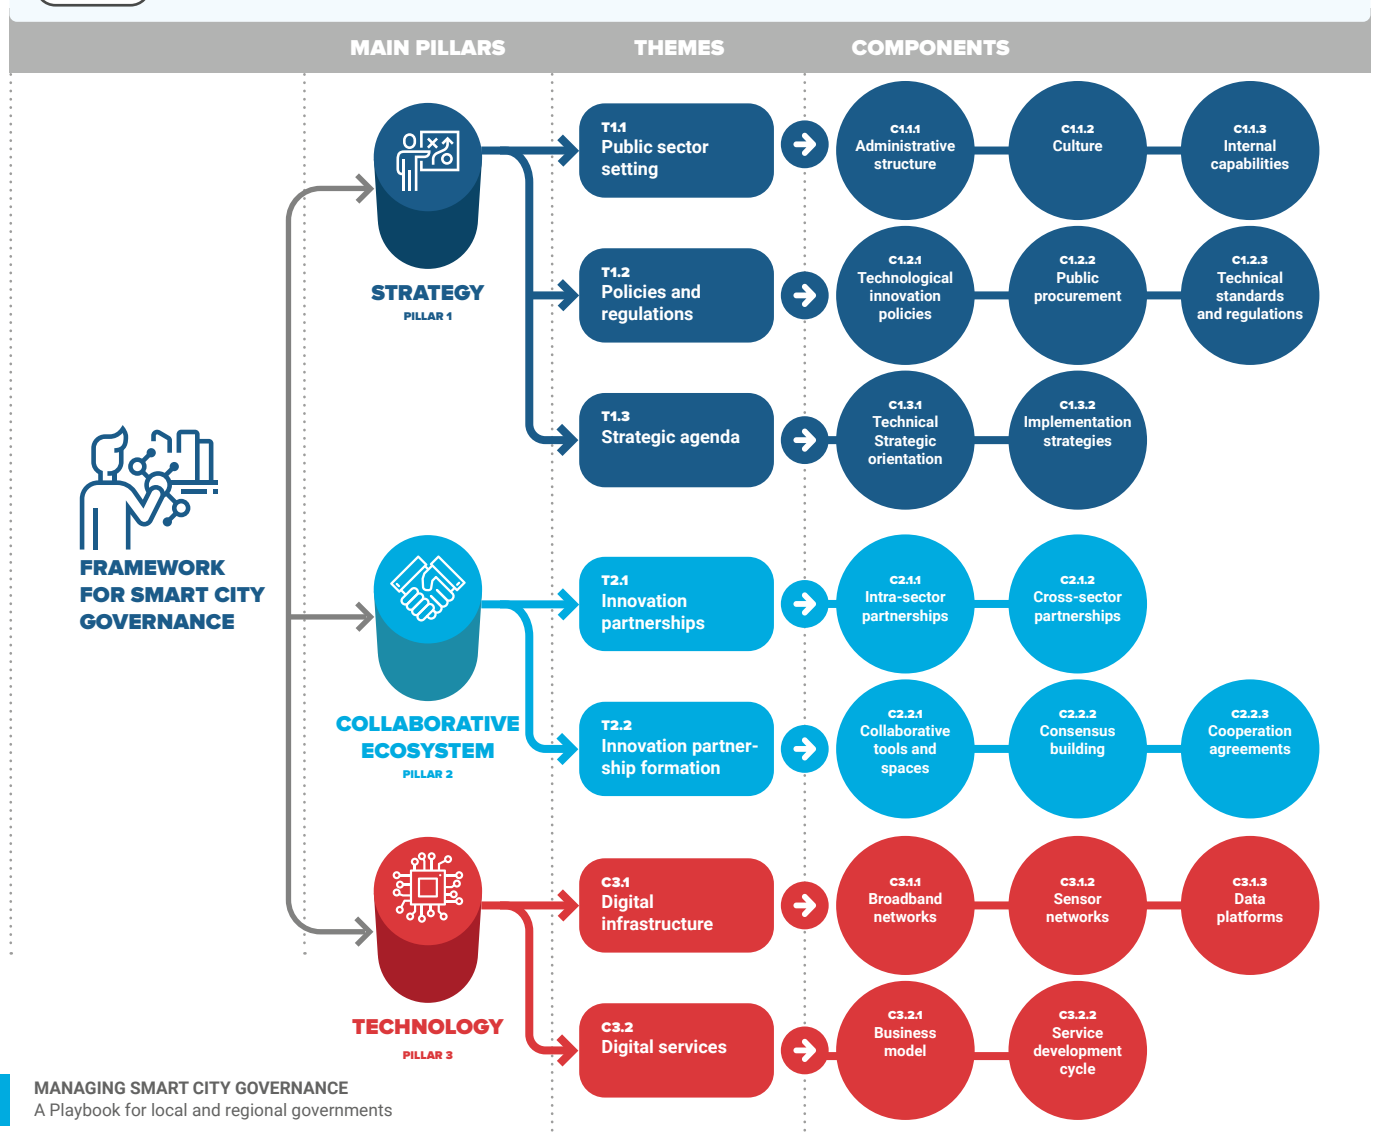 MAIN PILLARS
THEMES
COMPONENTS
FRAMEWORK
FOR SMART CITY
GOVERNANCE
STRATEGY
PILLAR 1
T1.1
Public sector
setting
C1.1.1
Administrative
structure
C1.1.2
Culture
C1.1.3
Internal
capabilities
T1.2
Policies and
regulations
C1.2.1
Technological
innovation
policies
C1.2.2
Public
procurement
C1.2.3
Technical
standards
and regulations
T1.3
Strategic agenda
C1.3.1
Technical
Strategic
orientation
C1.3.2
Implementation
strategies
COLLABORATIVE
ECOSYSTEM
PILLAR 2
T2.1
Innovation
partnerships
C2.1.1
Intra-sector
partnerships
C2.1.2
Cross-sector
partnerships
T2.2
Innovation partner-
ship formation
C2.2.1
Collaborative
tools and
spaces
C2.2.2
Consensus
building
C2.2.3
Cooperation
agreements
TECHNOLOGY
PILLAR 3
C3.1
Digital
infrastructure
C3.1.1
Broadband
networks
C3.1.2
Sensor
networks
C3.1.3
Data
platforms
C3.2
Digital services
C3.2.1
Business
model
C3.2.2
Service
development
cycle
MANAGING SMART CITY GOVERNANCE
A Playbook for local and regional governments